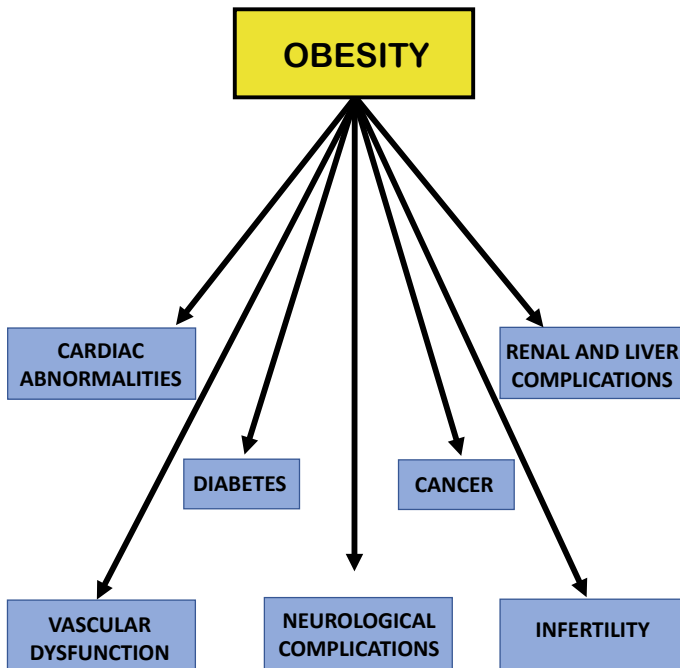 OBESITY
CARDIAC
ABNORMALITIES
RENAL AND LIVER
COMPLICATIONS
DIABETES
CANCER
VASCULAR
DYSFUNCTION
NEUROLOGICAL
COMPLICATIONS
INFERTILITY